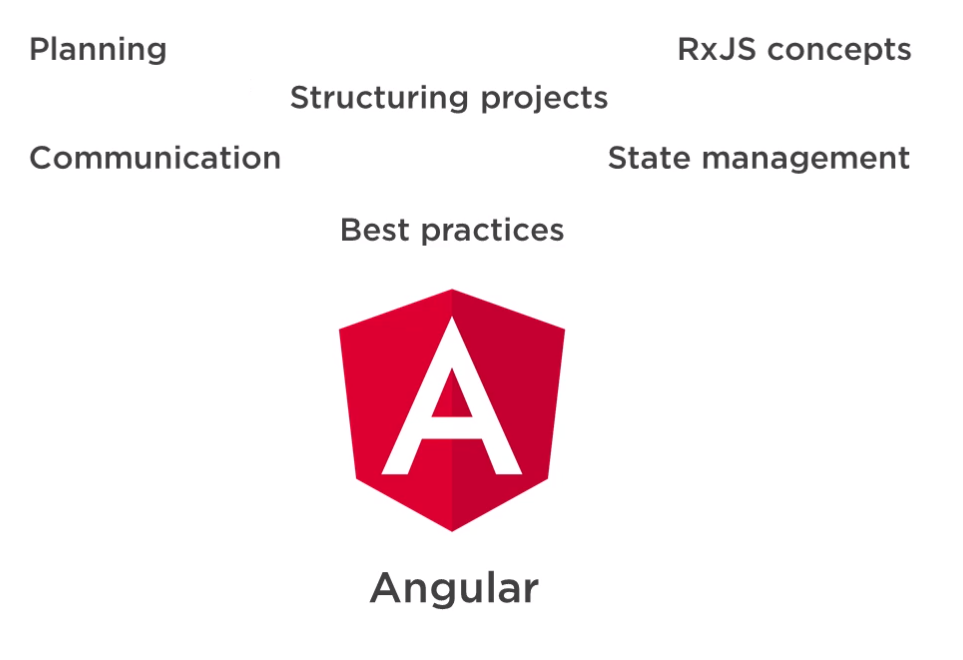 Planning
RxJS concepts
Structuring projects
Communication
State management
Best practices
A
Angular